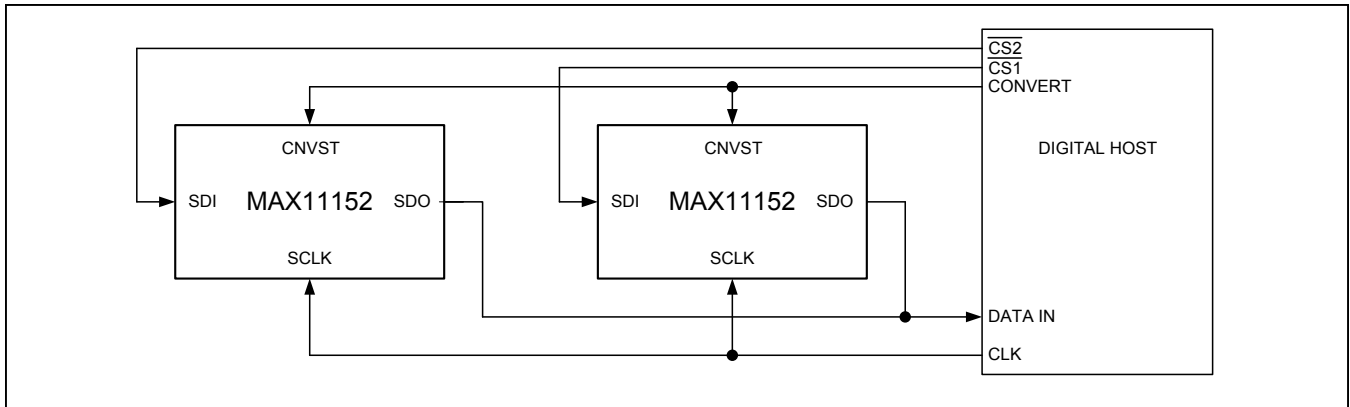 CS2
CS1
CONVERT
CNVST
CNVST
DIGITAL HOST
SDI
MAX11152
SDO
SDI
MAX11152
SDO
SCLK
SCLK
DATA IN
CLK